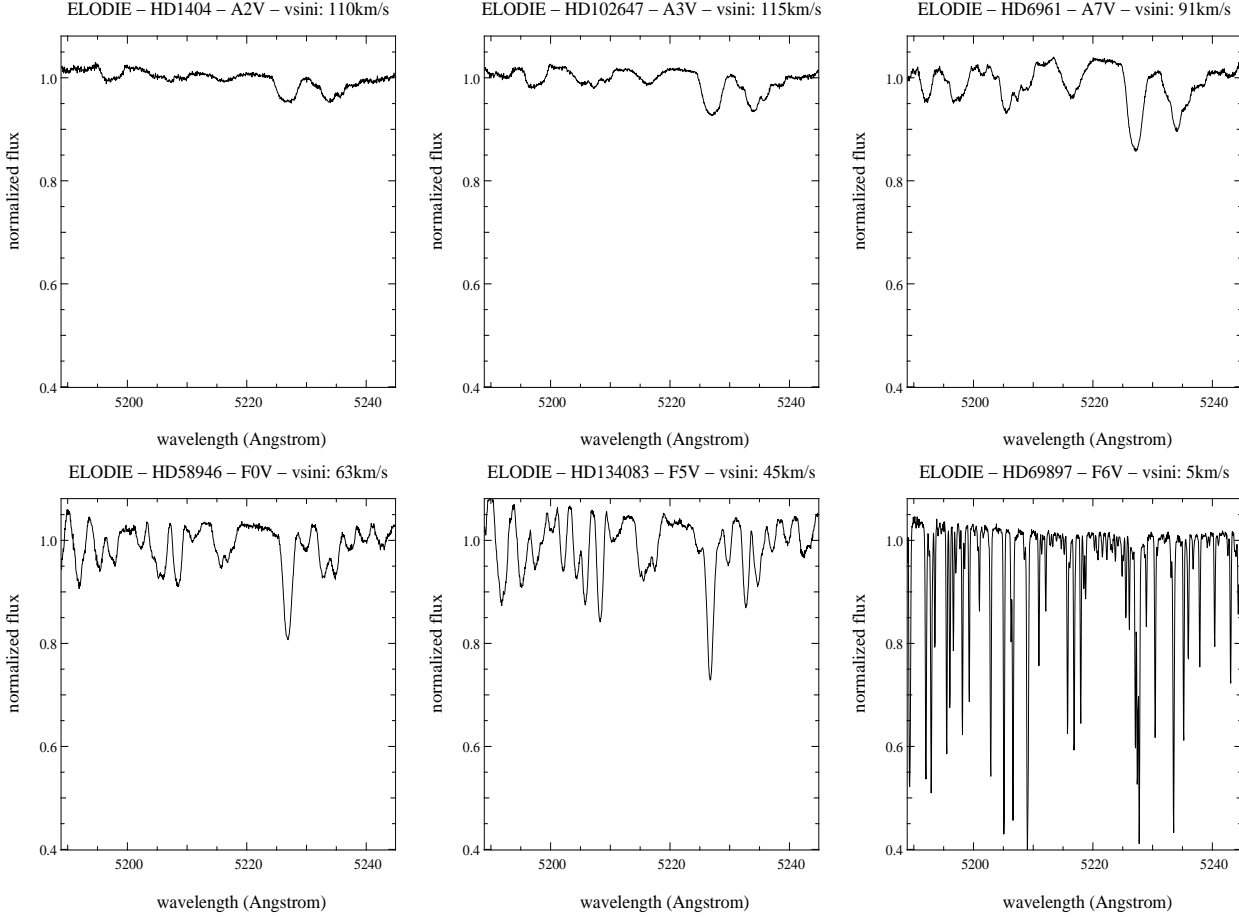 ELODIE – HD1404 – A2V – vsini: 110km/s
normalized flux
1.0
0.8
0.6
0.4
5200
5220
5240
wavelength (Angstrom)
ELODIE – HD102647 – A3V – vsini: 115km/s
normalized flux
1.0
0.8
0.6
0.4
5200
5220
5240
wavelength (Angstrom)
ELODIE – HD6961 – A7V – vsini: 91km/s
normalized flux
1.0
0.8
0.6
0.4
5200
5220
5240
wavelength (Angstrom)
ELODIE – HD58946 – F0V – vsini: 63km/s
normalized flux
1.0
0.8
0.6
0.4
5200
5220
5240
wavelength (Angstrom)
ELODIE – HD134083 – F5V – vsini: 45km/s
normalized flux
1.0
0.8
0.6
0.4
5200
5220
5240
wavelength (Angstrom)
ELODIE – HD69897 – F6V – vsini: 5km/s
normalized flux
1.0
0.8
0.6
0.4
5200
5220
5240
wavelength (Angstrom)